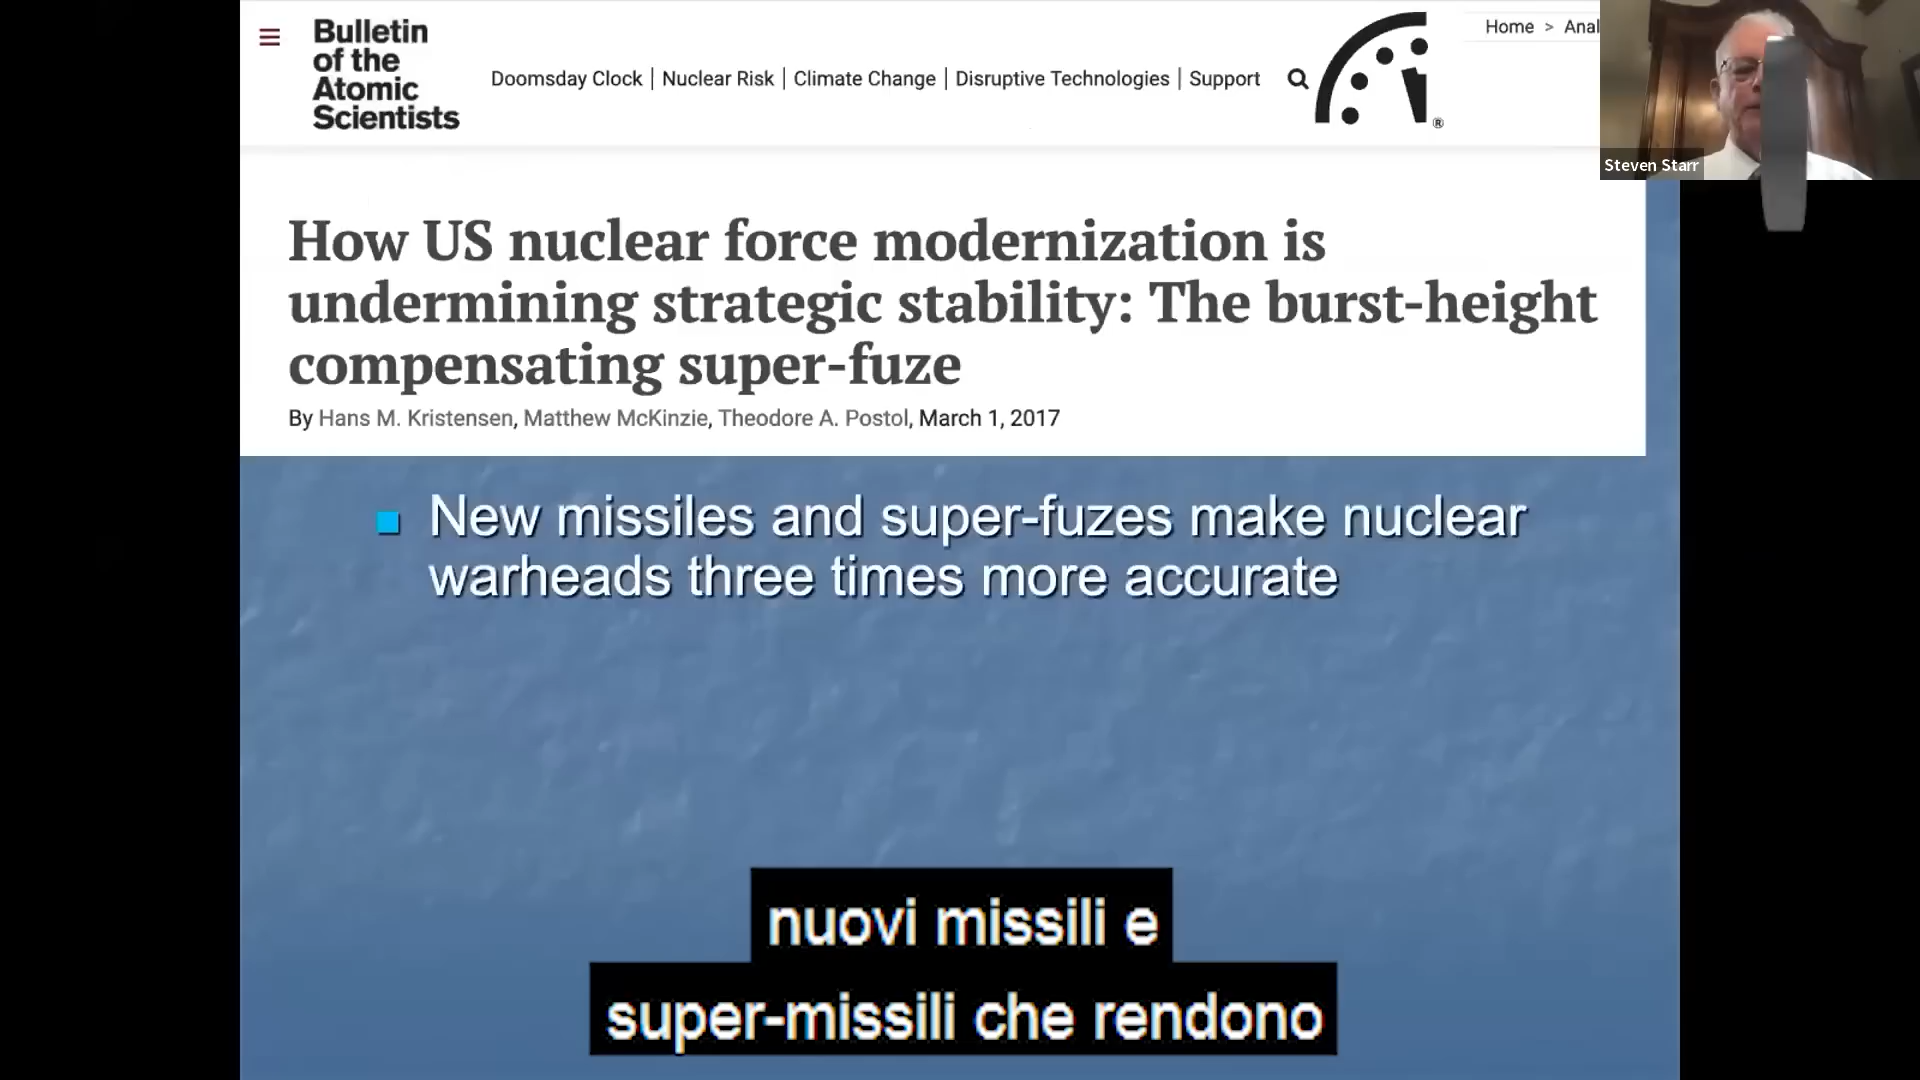 Bulletin
of the
Atomic
Scientists
Doomsday Clock | Nuclear Risk | Climate Change | Disruptive Technologies | Support
®
Home > Anal
Steven Starr
How US nuclear force modernization is
undermining strategic stability: The burst-height
compensating super-fuze
By Hans M. Kristensen, Matthew McKinzie, Theodore A. Postol, March 1, 2017
New missiles and super-fuzes make nuclear
warheads three times more accurate
nuovi missili e
super-missili che rendono